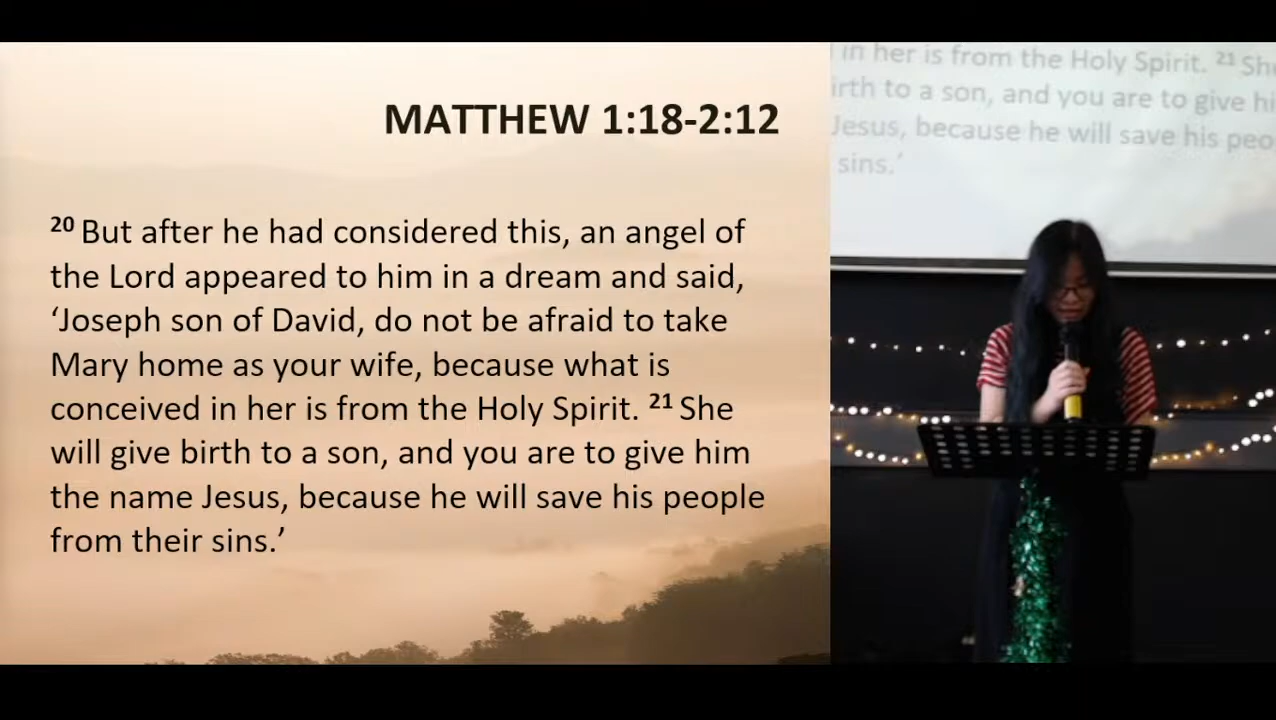 MATTHEW 1:18-2:12
20 But after he had considered this, an angel of
the Lord appeared to him in a dream and said,
‘Joseph son of David, do not be afraid to take
Mary home as your wife, because what is
conceived in her is from the Holy Spirit. 21 She
will give birth to a son, and you are to give him
the name Jesus, because he will save his people
from their sins.’
in her is from the Holy Spirit. 21 She
irth to a son, and you are to give hi
Jesus, because he will save his peo
sins.’